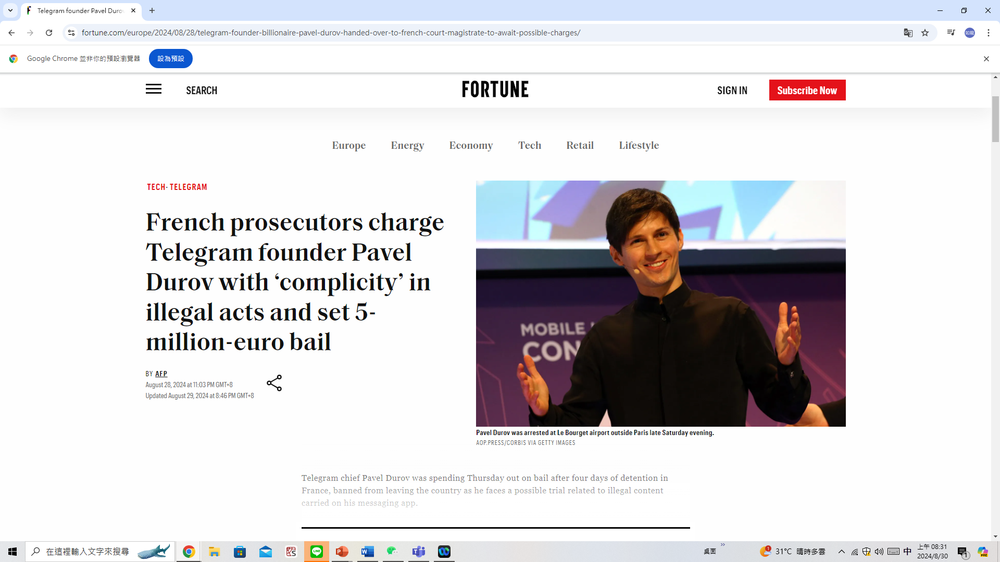 Telegram founder Pavel Durov
fortune.com/europe/2024/08/28/telegram-founder-billionaire-pavel-durov-handed-over-to-french-court-magistrate-to-await-possible-charges/
如龍
Google Chrome 並非你的預設瀏覽器
設為預設
SEARCH
FORTUNE
SIGN IN
Subscribe Now
Europe
Energy
Economy
Tech
Retail
Lifestyle
TECH· TELEGRAM
French prosecutors charge
Telegram founder Pavel
Durov with ‘complicity’ in
illegal acts and set 5-
million-euro bail
BY AFP
August 28, 2024 at 11:03 PM GMT+8
Updated August 29, 2024 at 8:46 PM GMT+8
MOBILE
CON
Pavel Durov was arrested at Le Bourget airport outside Paris late Saturday evening.
AOP.PRESS/CORBIS VIA GETTY IMAGES
Telegram chief Pavel Durov was spending Thursday out on bail after four days of detention in
France, banned from leaving the country as he faces a possible trial related to illegal content
carried on his messaging app.
在這裡輸入文字來搜尋
LINE
桌面
1
31°C 晴時多雲
中
上午 08:31
2024/8/30
1
PRE